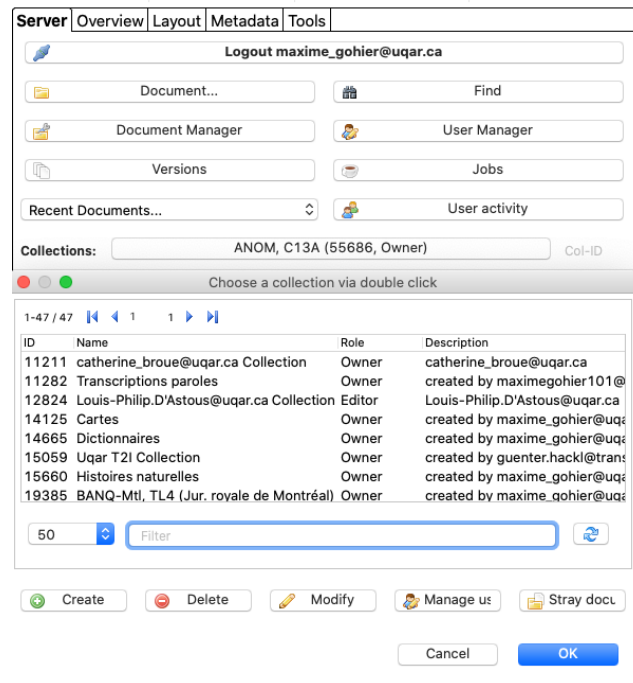 Server Overview Layout Metadata Tools
Logout maxime_gohier@uqar.ca
Document... Find
Document Manager User Manager
Versions Jobs
Recent Documents... User activity
Collections: ANOM, C13A (55686, Owner) Col-ID
Choose a collection via double click
1-47 / 47 1 1
ID Name Role Description
11211 catherine_broue@uqar.ca Collection Owner catherine_broue@uqar.ca
11282 Transcriptions paroles Owner created by maximegohier101@
12824 Louis-Philip.D'Astous@uqar.ca Collection Editor Louis-Philip.D'Astous@uqar.ca
14125 Cartes Owner created by maxime_gohier@uqa
14665 Dictionnaires Owner created by maxime_gohier@uqa
15059 Uqar T2I Collection Owner created by guenter.hackl@trans
15660 Histoires naturelles Owner created by maxime_gohier@uqa
19385 BANQ-Mtl, TL4 (Jur. royale de Montréal) Owner created by maxime_gohier@uqa
50 Filter
Create Delete Modify Manage us Stray docu
Cancel OK